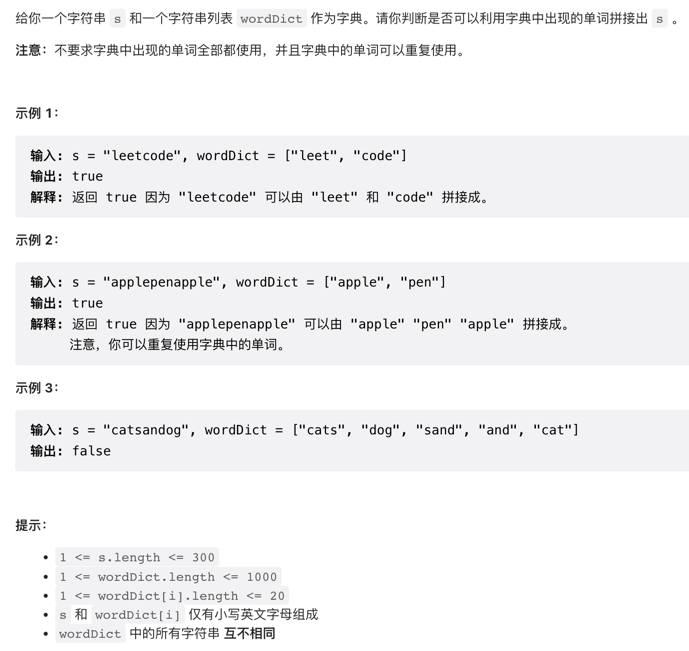 给你一个字符串 s 和一个字符串列表 wordDict 作为字典。请你判断是否可以利用字典中出现的单词拼接出 s 。
注意：不要求字典中出现的单词全部都使用，并且字典中的单词可以重复使用。
示例 1：
输入: s = "leetcode", wordDict = ["leet", "code"]
输出: true
解释: 返回 true 因为 "leetcode" 可以由 "leet" 和 "code" 拼接成。
示例 2：
输入: s = "applepenapple", wordDict = ["apple", "pen"]
输出: true
解释: 返回 true 因为 "applepenapple" 可以由 "apple" "pen" "apple" 拼接成。
注意，你可以重复使用字典中的单词。
示例 3：
输入: s = "catsandog", wordDict = ["cats", "dog", "sand", "and", "cat"]
输出: false
提示：
• 1 <= s.length <= 300
• 1 <= wordDict.length <= 1000
• 1 <= wordDict[i].length <= 20
• s 和 wordDict[i] 仅有小写英文字母组成
• wordDict 中的所有字符串 互不相同